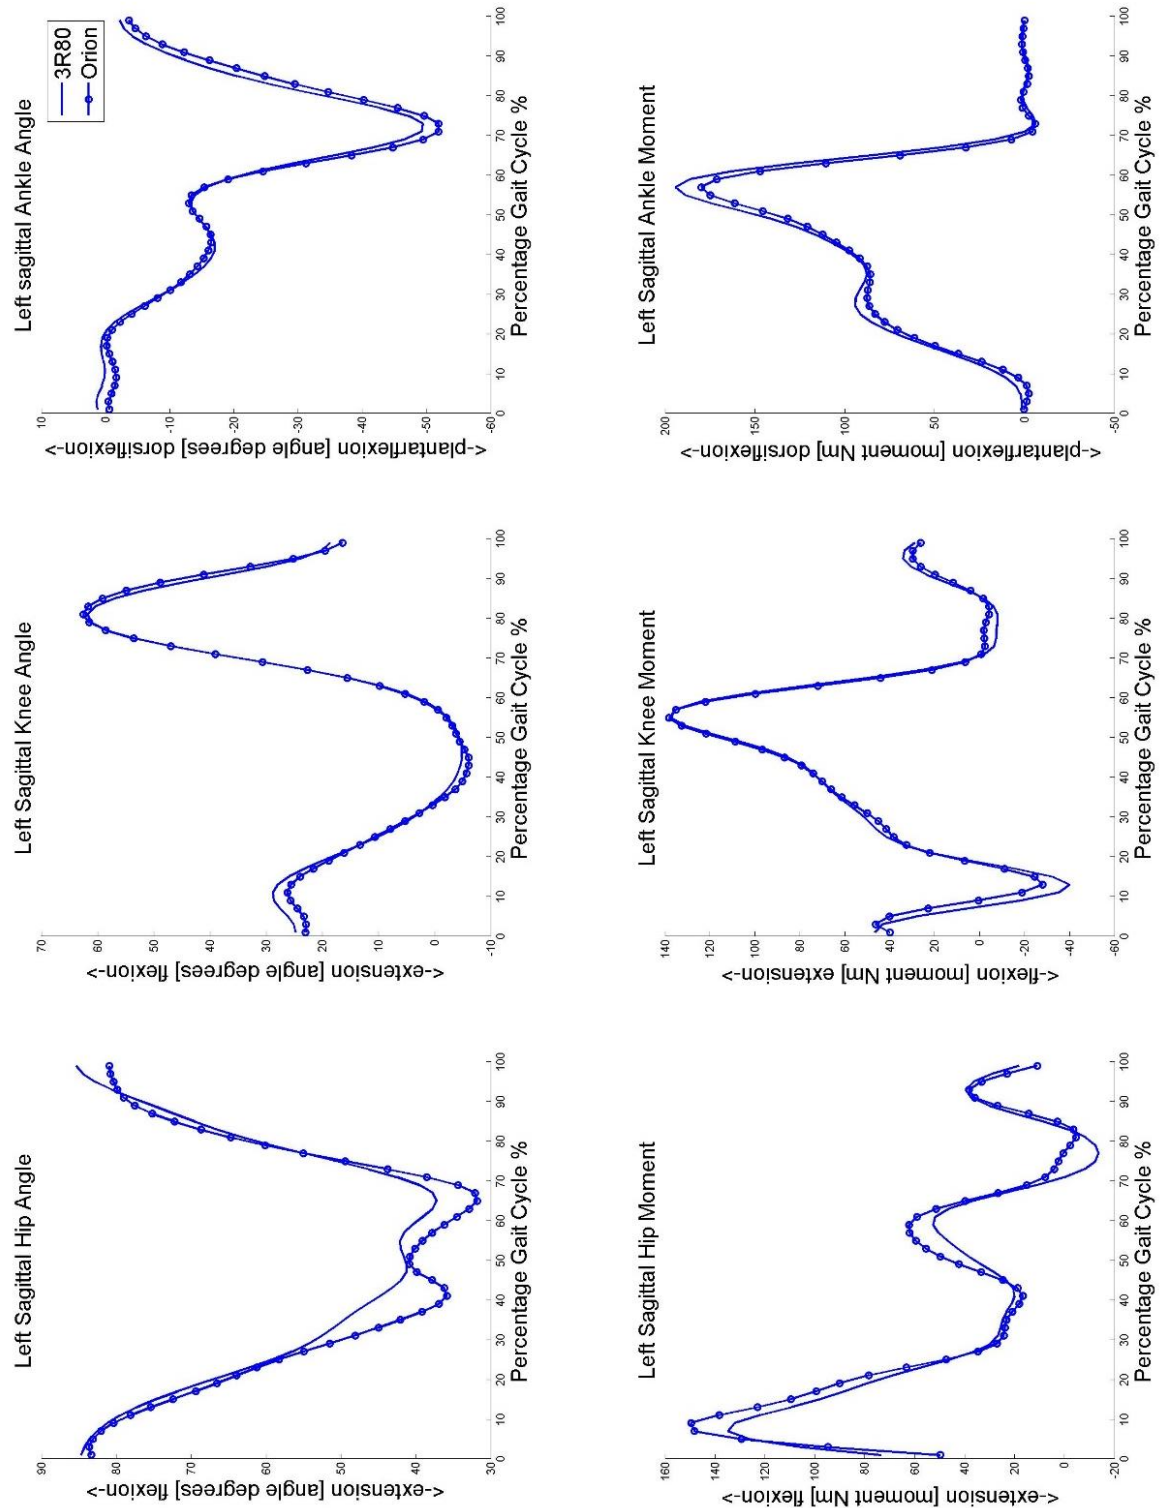 Left Sagittal Hip Angle
<-extension [angle degrees] flexion->
90
80
70
60
50
40
30
0 10 20 30 40 50 60 70 80 90 100
Percentage Gait Cycle %
Left Sagittal Knee Angle
<-extension [angle degrees] flexion->
70
60
50
40
30
20
10
0
-10
0 10 20 30 40 50 60 70 80 90 100
Percentage Gait Cycle %
Left sagittal Ankle Angle
3R80
Orion
<-plantarflexion [angle degrees] dorsiflexion->
10
0
-10
-20
-30
-40
-50
-60
0 10 20 30 40 50 60 70 80 90 100
Percentage Gait Cycle %
Left Sagittal Hip Moment
<-extension [moment Nm] flexion->
160
140
120
100
80
60
40
20
0
-20
0 10 20 30 40 50 60 70 80 90 100
Percentage Gait Cycle %
Left Sagittal Knee Moment
<-flexion [moment Nm] extension->
140
120
100
80
60
40
20
0
-20
-40
-60
0 10 20 30 40 50 60 70 80 90 100
Percentage Gait Cycle %
Left Sagittal Ankle Moment
<-plantarflexion [moment Nm] dorsiflexion->
200
150
100
50
0
-50
0 10 20 30 40 50 60 70 80 90 100
Percentage Gait Cycle %